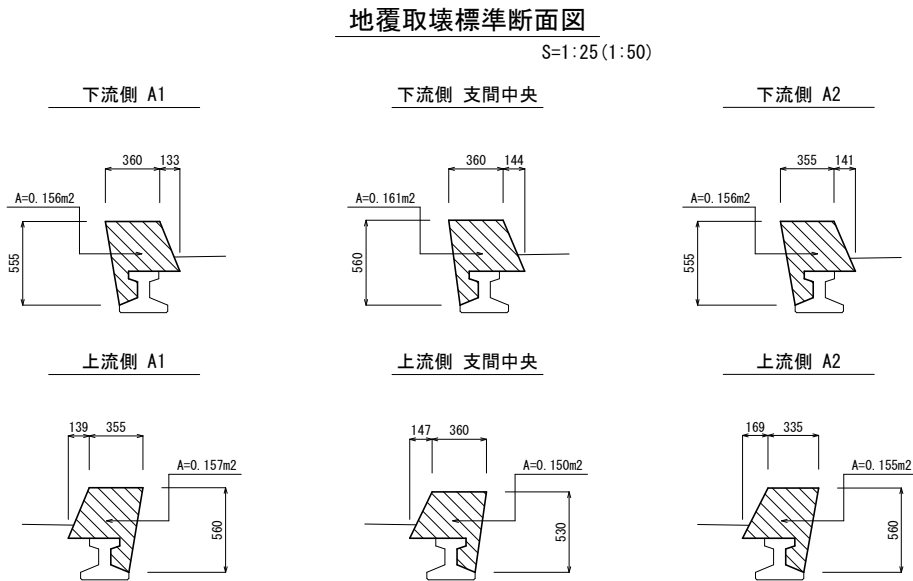 地覆取壊標準断面図
S=1:25(1:50)
下流側 A1
下流側 支間中央
下流側 A2
360 133
360 144
355 141
A=0.156m2
A=0.161m2
A=0.156m2
555
560
555
上流側 A1
上流側 支間中央
上流側 A2
139 355
147 360
169 335
A=0.157m2
A=0.150m2
A=0.155m2
560
530
560